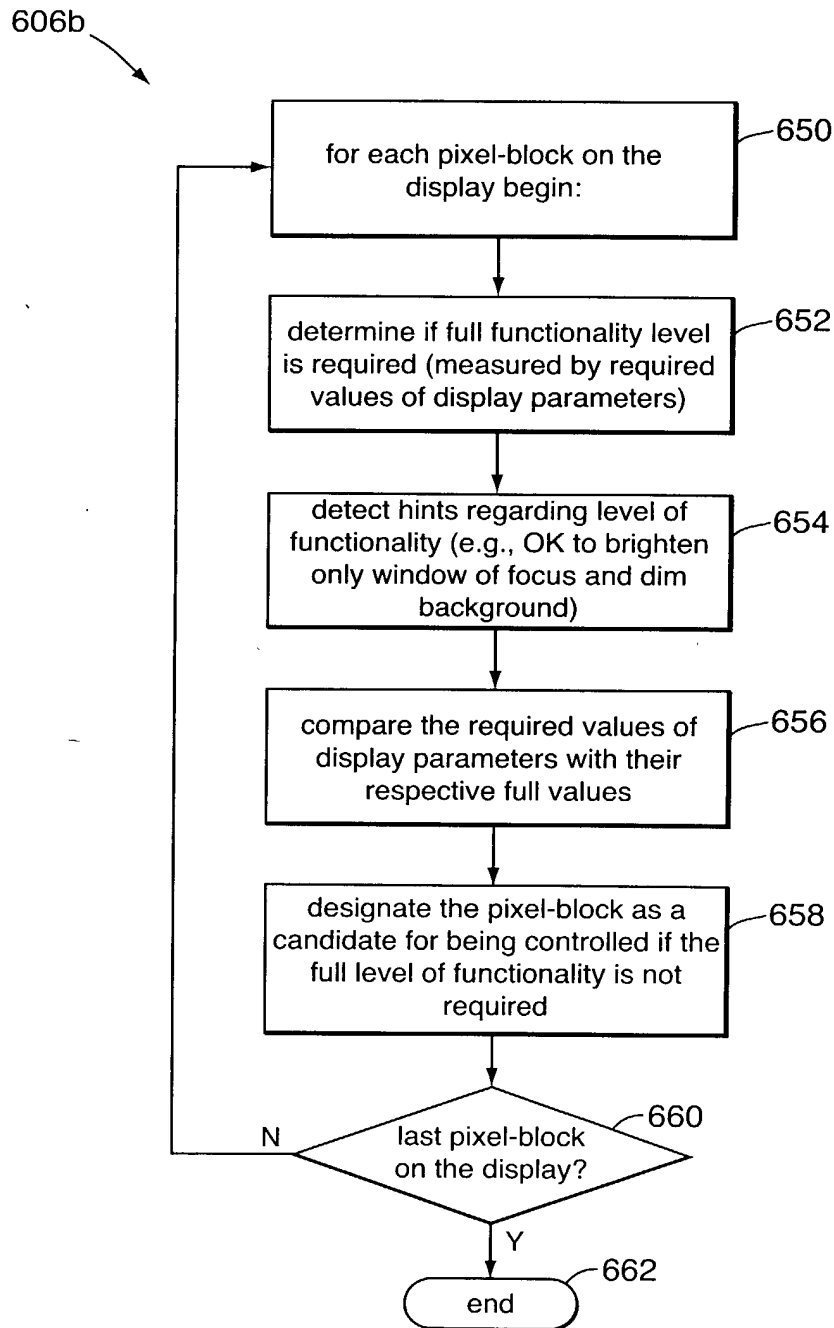 606b
650
for each pixel-block on the
display begin:
652
determine if full functionality level
is required (measured by required
values of display parameters)
654
detect hints regarding level of
functionality (e.g., OK to brighten
only window of focus and dim
background)
656
compare the required values of
display parameters with their
respective full values
658
designate the pixel-block as a
candidate for being controlled if the
full level of functionality is not
required
660
N
last pixel-block
on the display?
Y
662
end